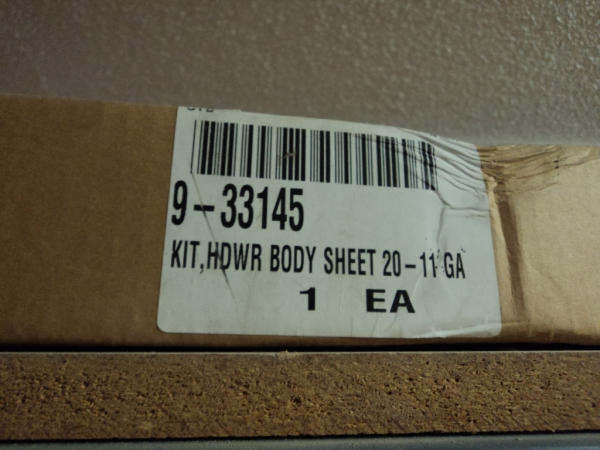 9-33145
KIT,HDWR BODY SHEET 20-11 GA
1 EA